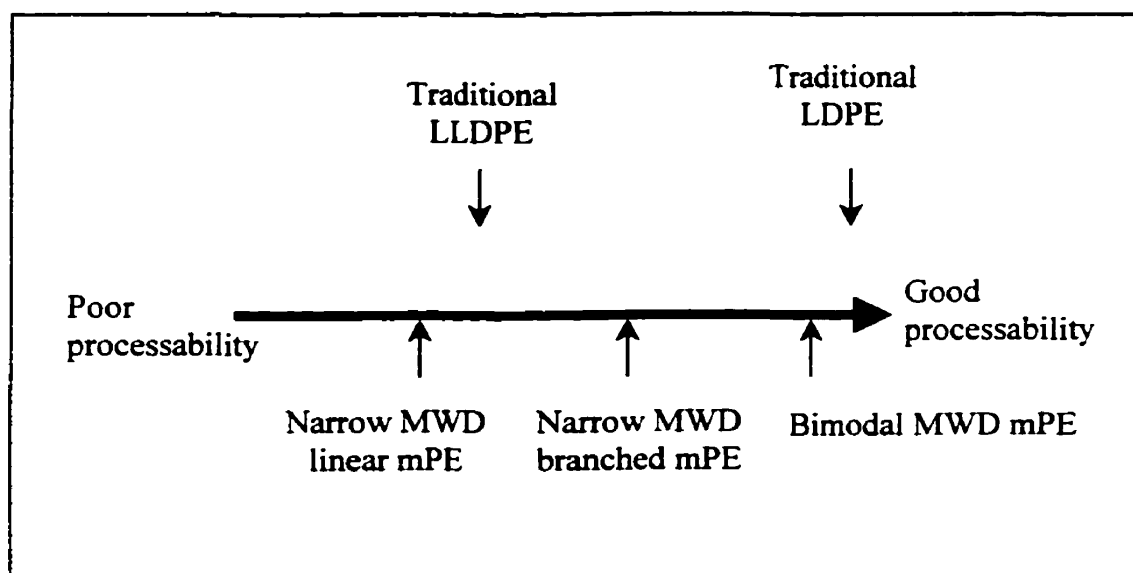 Traditional
LLDPE
Traditional
LDPE
Poor
processability
Good
processability
Narrow MWD
linear mPE
Narrow MWD
branched mPE
Bimodal MWD mPE